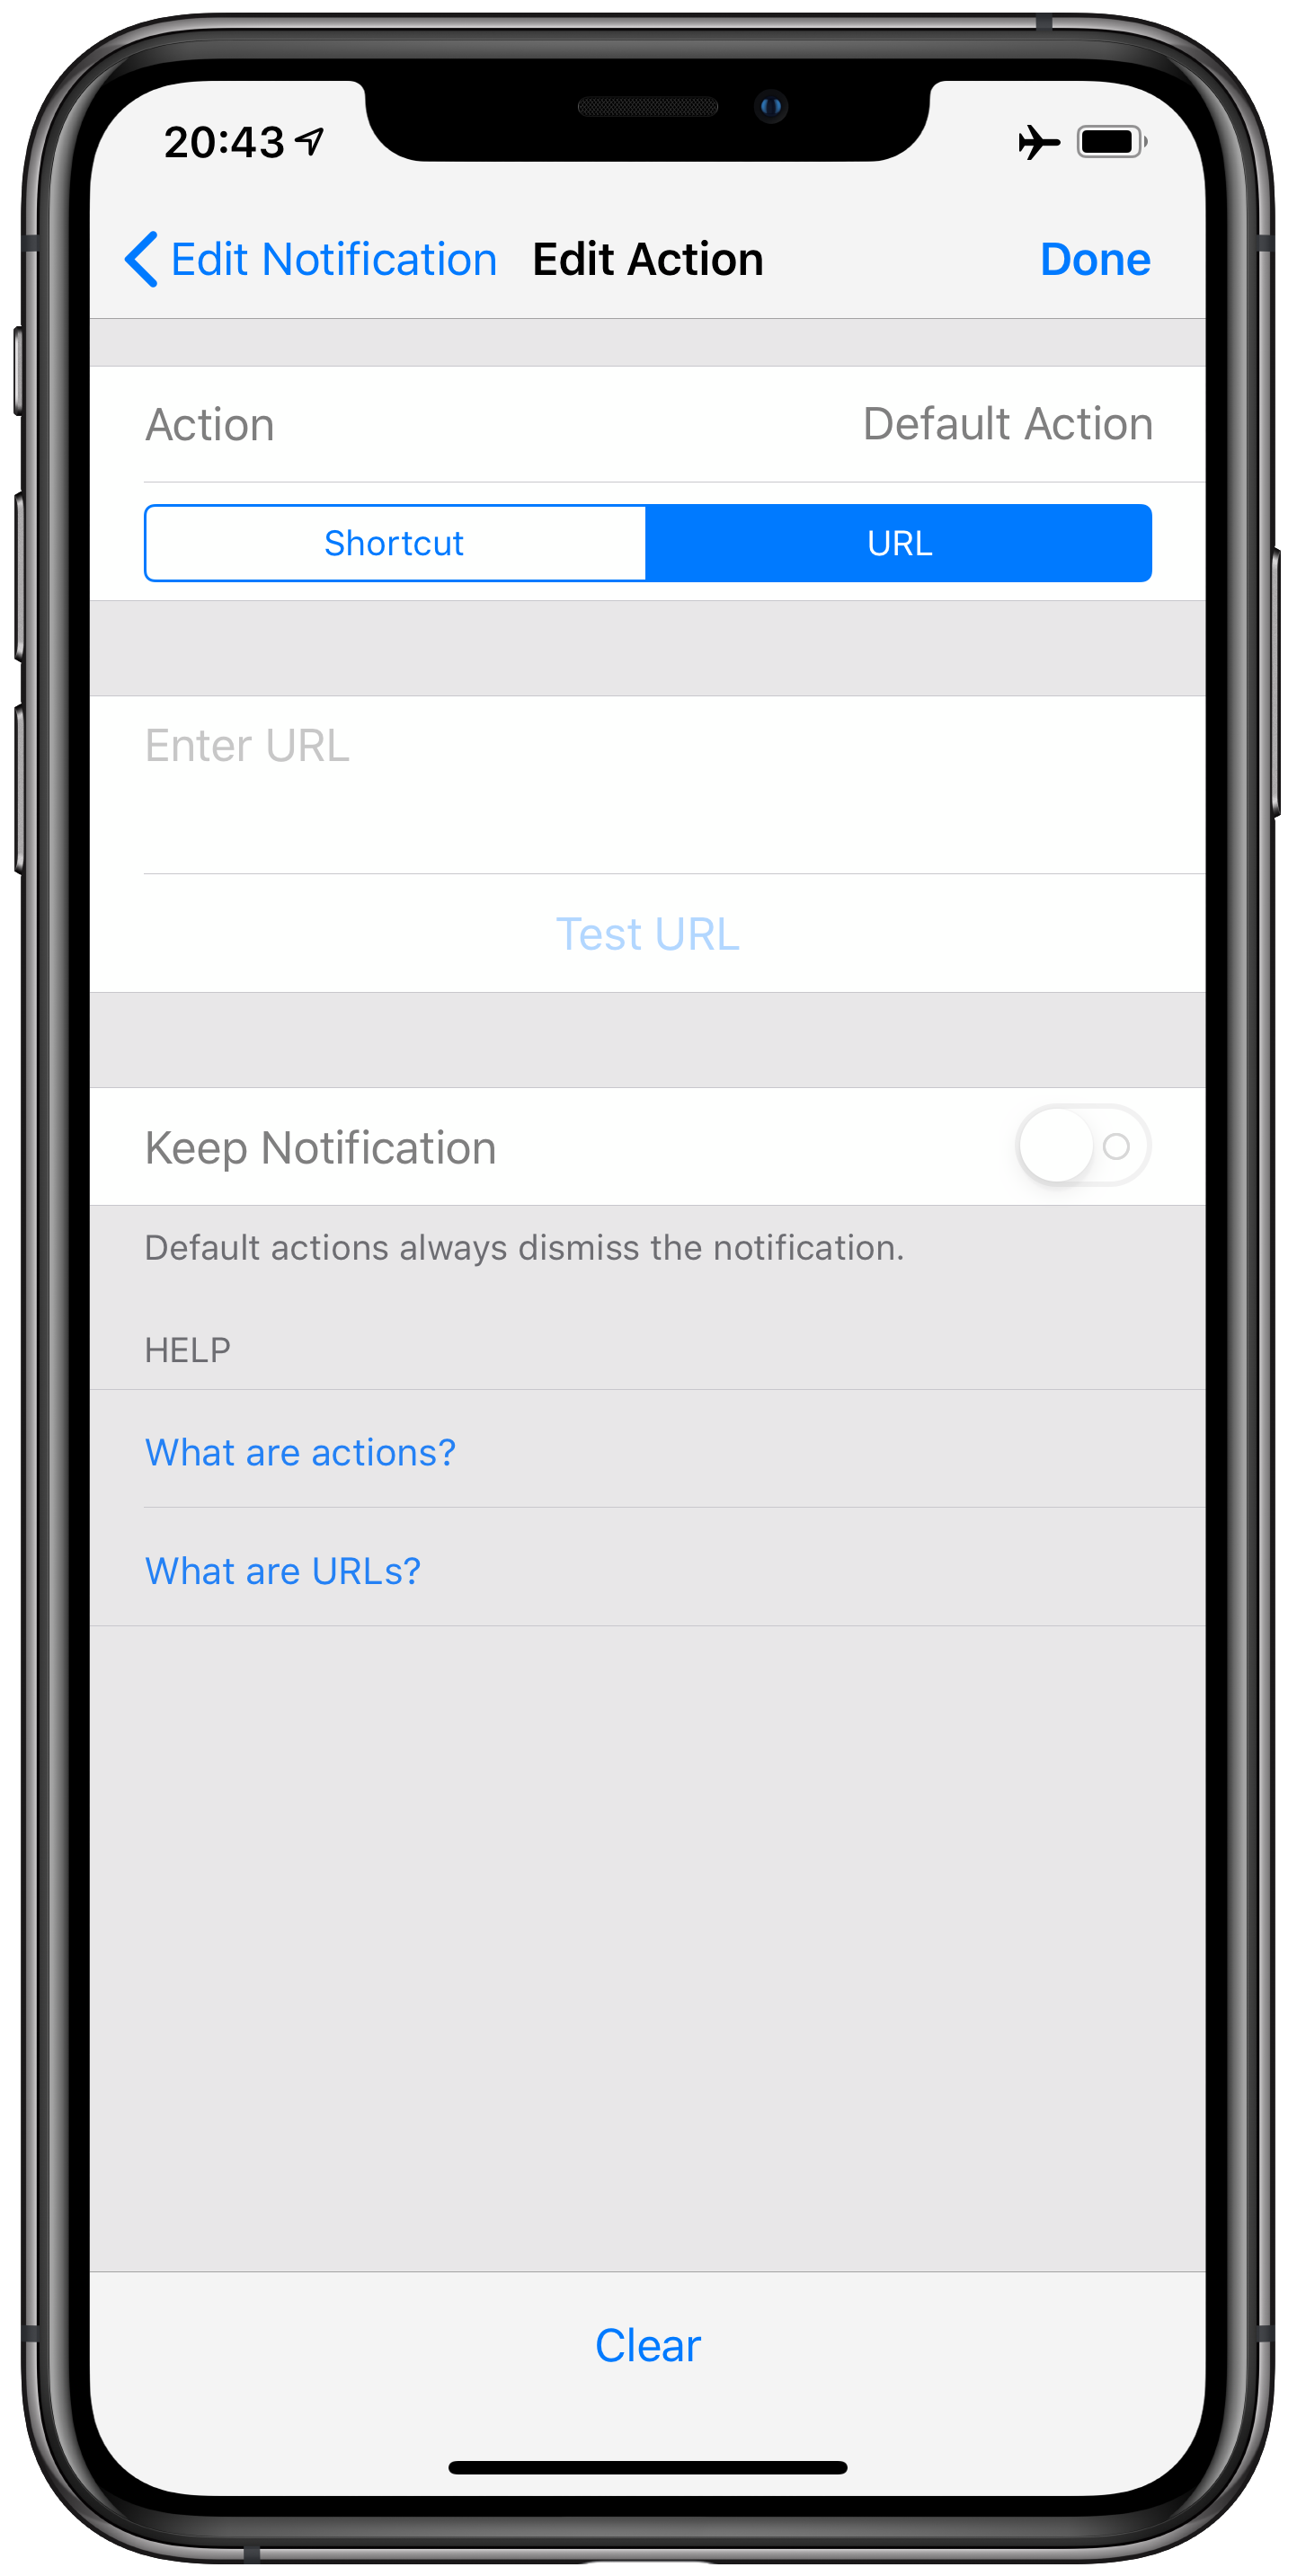 20:43
Edit Notification Edit Action Done
Action Default Action
Shortcut URL
Enter URL
Test URL
Keep Notification
Default actions always dismiss the notification.
HELP
What are actions?
What are URLs?
Clear